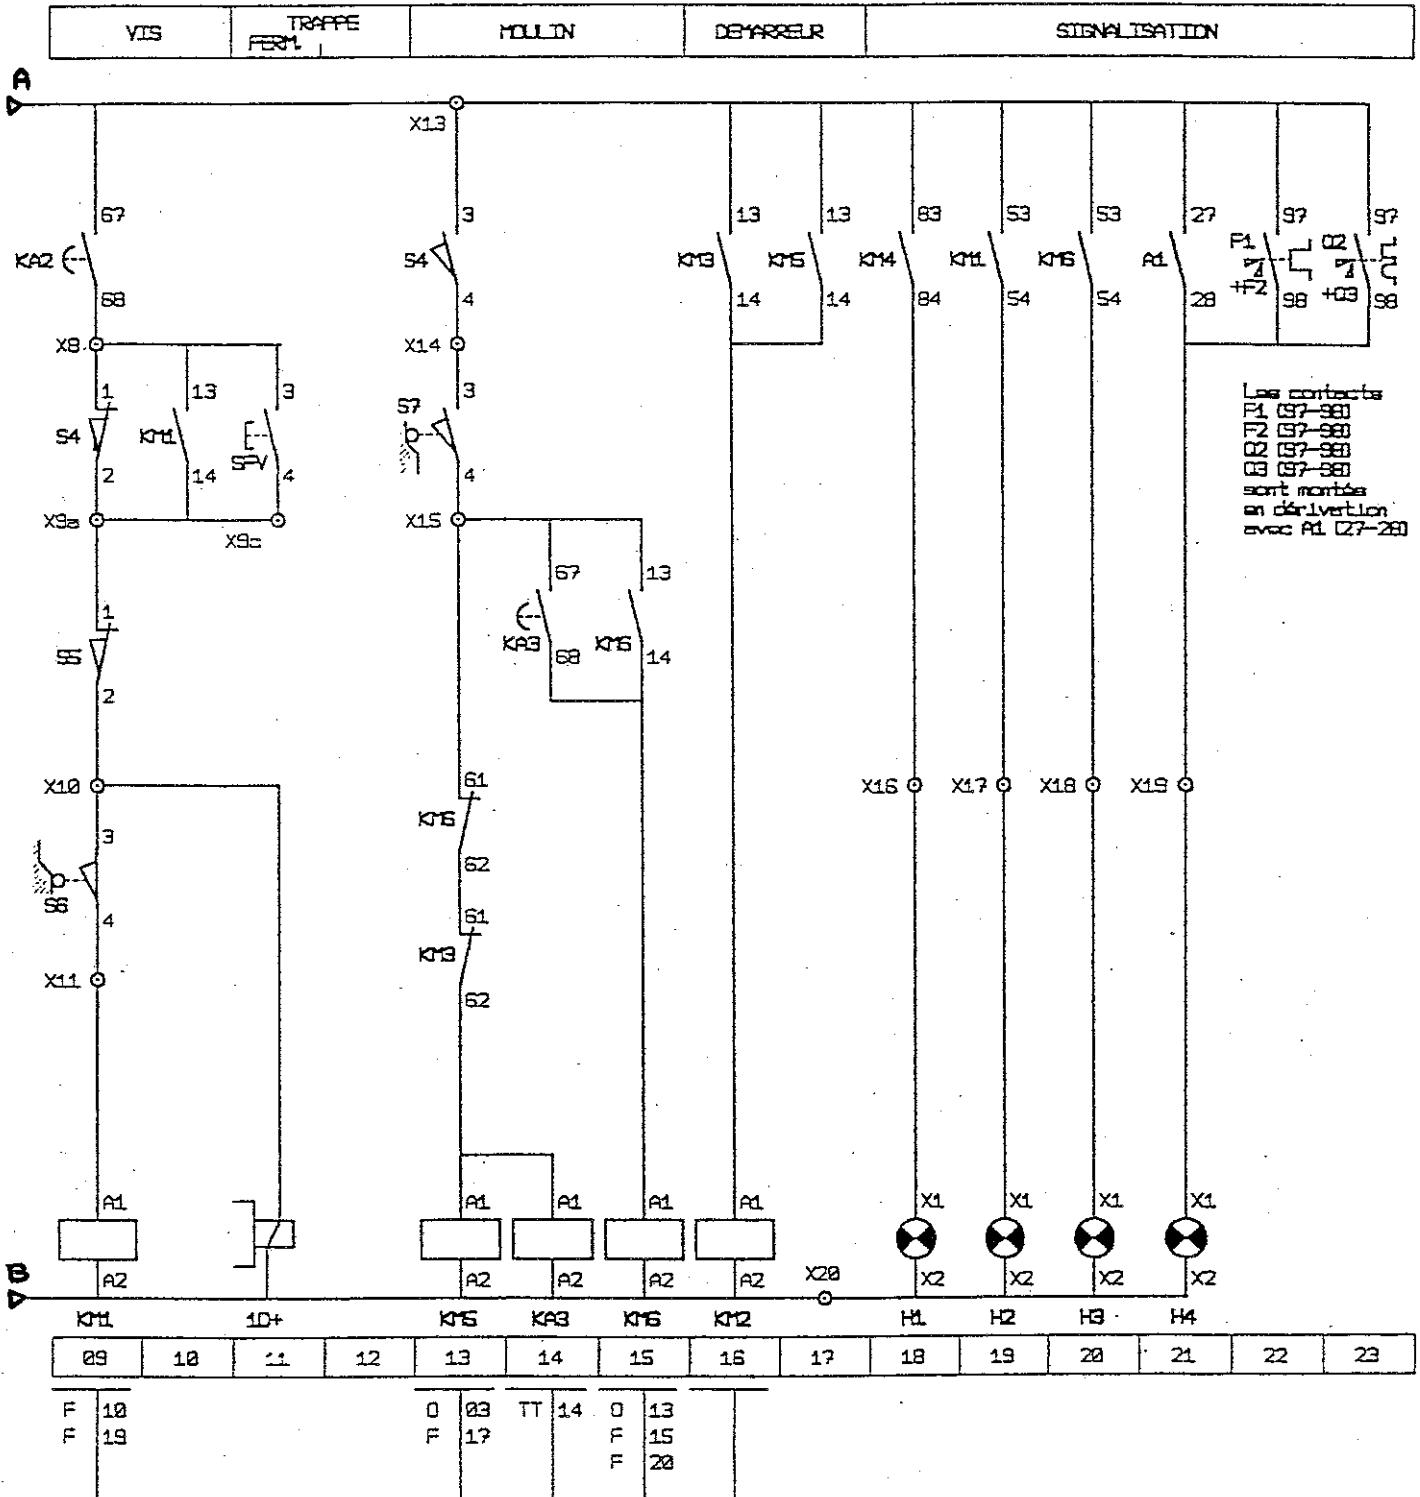 VIS TRAPPE MOULIN DEMARREUR SIGNALISATION
FERM.
A
X13
67 3 13 13 83 53 53 27 97 97
KA2 S4 KM3 KM5 KM4 KM1 KM6 A1 F1 Q2
+F2 +Q3
68 4 14 14 84 54 54 28 98 98
X8 X14
1 13 3 3
S7
S4 KM1 SFV
2 14 4 4
X9a X9c X15
Les contacts
F1 (97-98)
F2 (97-98)
Q2 (97-98)
Q3 (97-98)
sont montés
en dérivation
avec A1 (27-28)
67 13
1
KA3 KM6
S5 68 14
2
X10 61 X16 X17 X18 X19
3 KM6
62
S6
4 61
KM3
X11 62
A1 A1 A1 A1 A1 X1 X1 X1 X1
B
A2 A2 A2 A2 A2 X20 X2 X2 X2 X2
KM1 1D+ KM5 KA3 KM6 KM2 H1 H2 H3 H4
09 10 11 12 13 14 15 16 17 18 19 20 21 22 23
F 10 O 03 TT 14 O 13
F 19 F 17 F 15
F 20